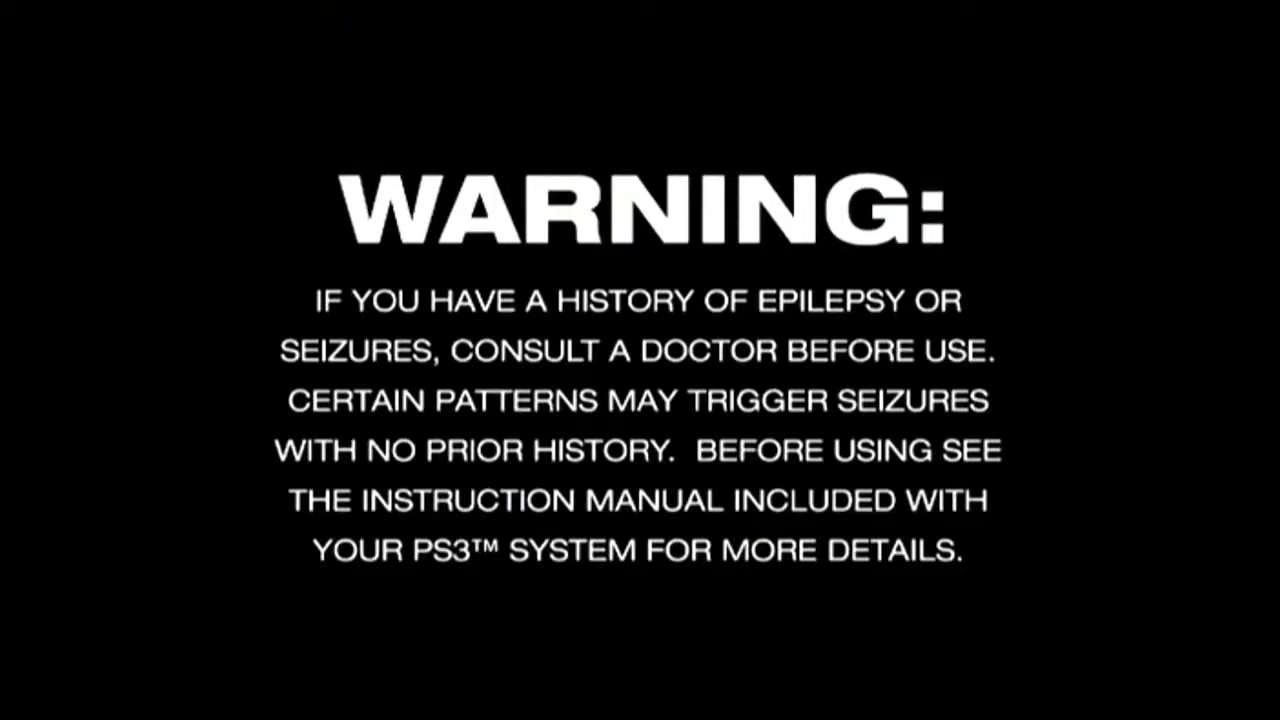 WARNING:
IF YOU HAVE A HISTORY OF EPILEPSY OR
SEIZURES, CONSULT A DOCTOR BEFORE USE.
CERTAIN PATTERNS MAY TRIGGER SEIZURES
WITH NO PRIOR HISTORY.  BEFORE USING SEE
THE INSTRUCTION MANUAL INCLUDED WITH
YOUR PS3™ SYSTEM FOR MORE DETAILS.